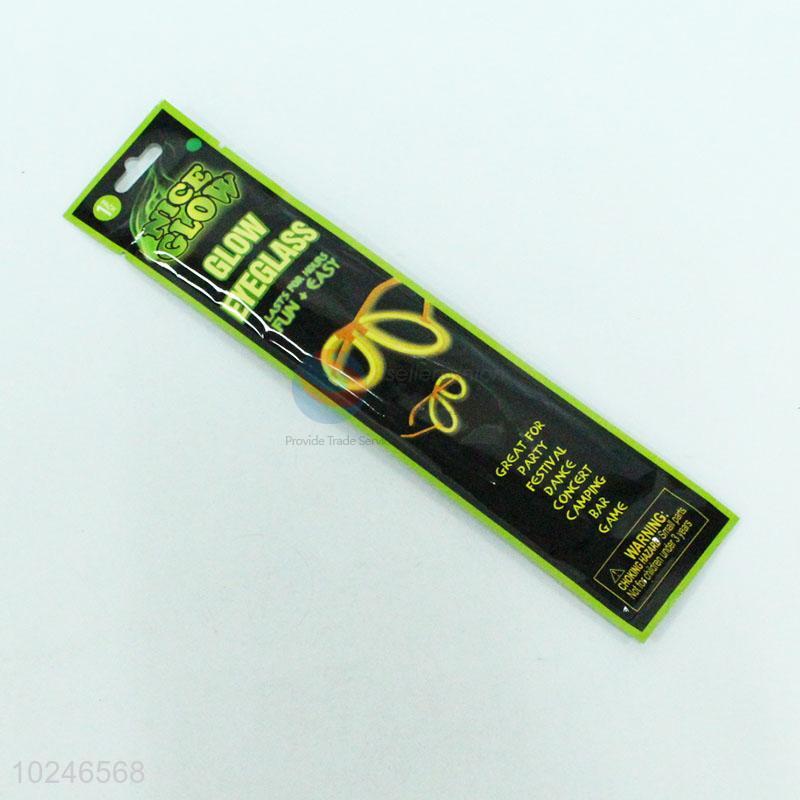 NICE
GLOW
GLOW
EYEGLASS
LASTS FOR HOURS
FUN + EASY
Provide Trade Service
GREAT FOR
PARTY
FESTIVAL
DANCE
CONCERT
CAMPING
BAR
GAME
WARNING:
CHOKING HAZARD Small parts
Not for children under 3 years
10246568